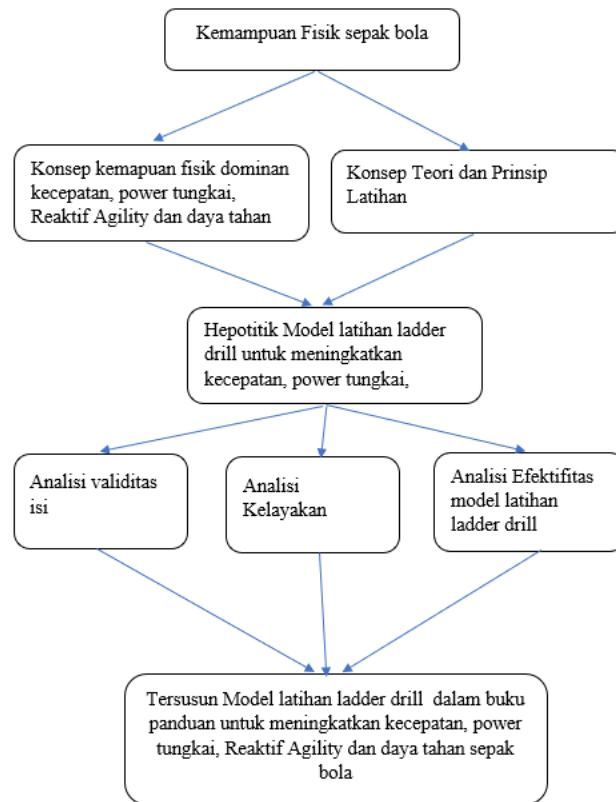 Kemampuan Fisik sepak bola
Konsep kemapuan fisik dominan
kecepatan, power tungkai,
Reaktif Agility dan daya tahan
Konsep Teori dan Prinsip
Latihan
Hepotitik Model latihan ladder
drill untuk meningkatkan
kecepatan, power tungkai,
Analisi validitas
isi
Analisi
Kelayakan
Analisi Efektifitas
model latihan
ladder drill
Tersusun Model latihan ladder drill dalam buku
panduan untuk meningkatkan kecepatan, power
tungkai, Reaktif Agility dan daya tahan sepak
bola